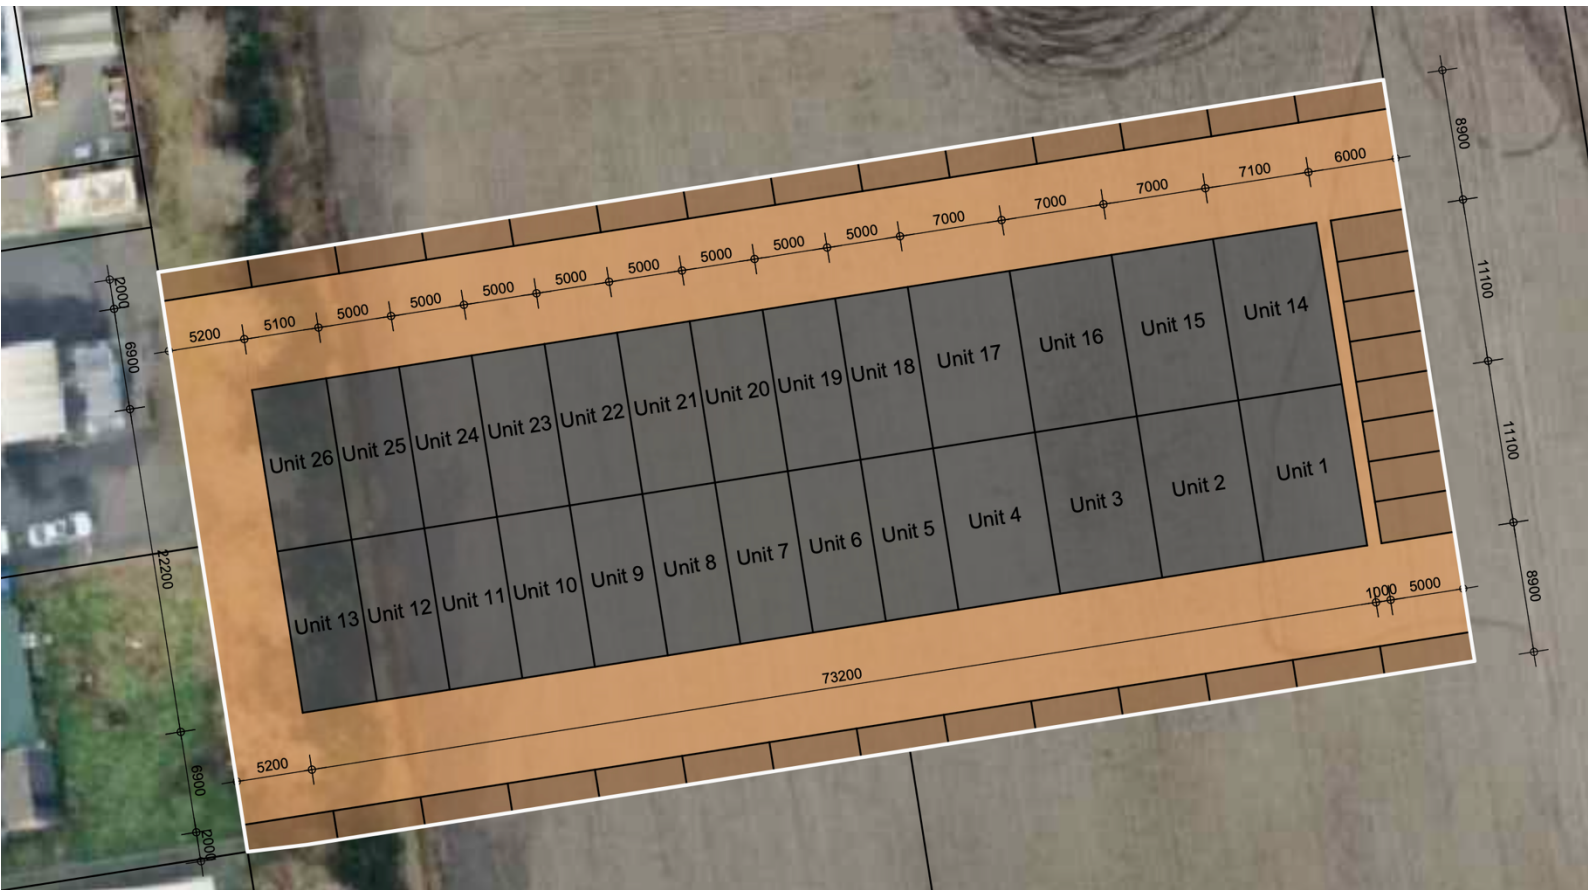 8900
6000
7100
7000
7000
7000
5000
5000
5000
5000
5000
5000
5000
5000
5100
5200
2000
6900
22200
6900
2000
11100
11100
8900
Unit 26
Unit 25
Unit 24
Unit 23
Unit 22
Unit 21
Unit 20
Unit 19
Unit 18
Unit 17
Unit 16
Unit 15
Unit 14
Unit 13
Unit 12
Unit 11
Unit 10
Unit 9
Unit 8
Unit 7
Unit 6
Unit 5
Unit 4
Unit 3
Unit 2
Unit 1
5200
73200
1000
5000